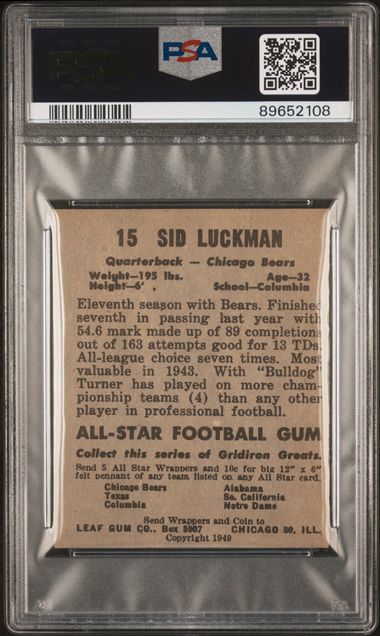 PSA
PSA
89652108
15 SID LUCKMAN
Quarterback — Chicago Bears
Weight—195 lbs. Age—32
Height—6' . School—Columbia
Eleventh season with Bears. Finished
seventh in passing last year with
54.6 mark made up of 89 completions
out of 163 attempts good for 13 TDs.
All-league choice seven times. Most
valuable in 1943. With "Bulldog"
Turner has played on more cham-
pionship teams (4) than any other
player in professional football.
ALL-STAR FOOTBALL GUM
Collect this series of Gridiron Greats.
Send 5 All Star Wrappers and 10c for big 12" x 6"
felt pennant of any team listed on any All Star card.
Chicago Bears Alabama
Texas So. California
Columbia Notre Dame
Send Wrappers and Coin to
LEAF GUM CO., BOX 5907 CHICAGO 80, ILL.
Copyright 1949